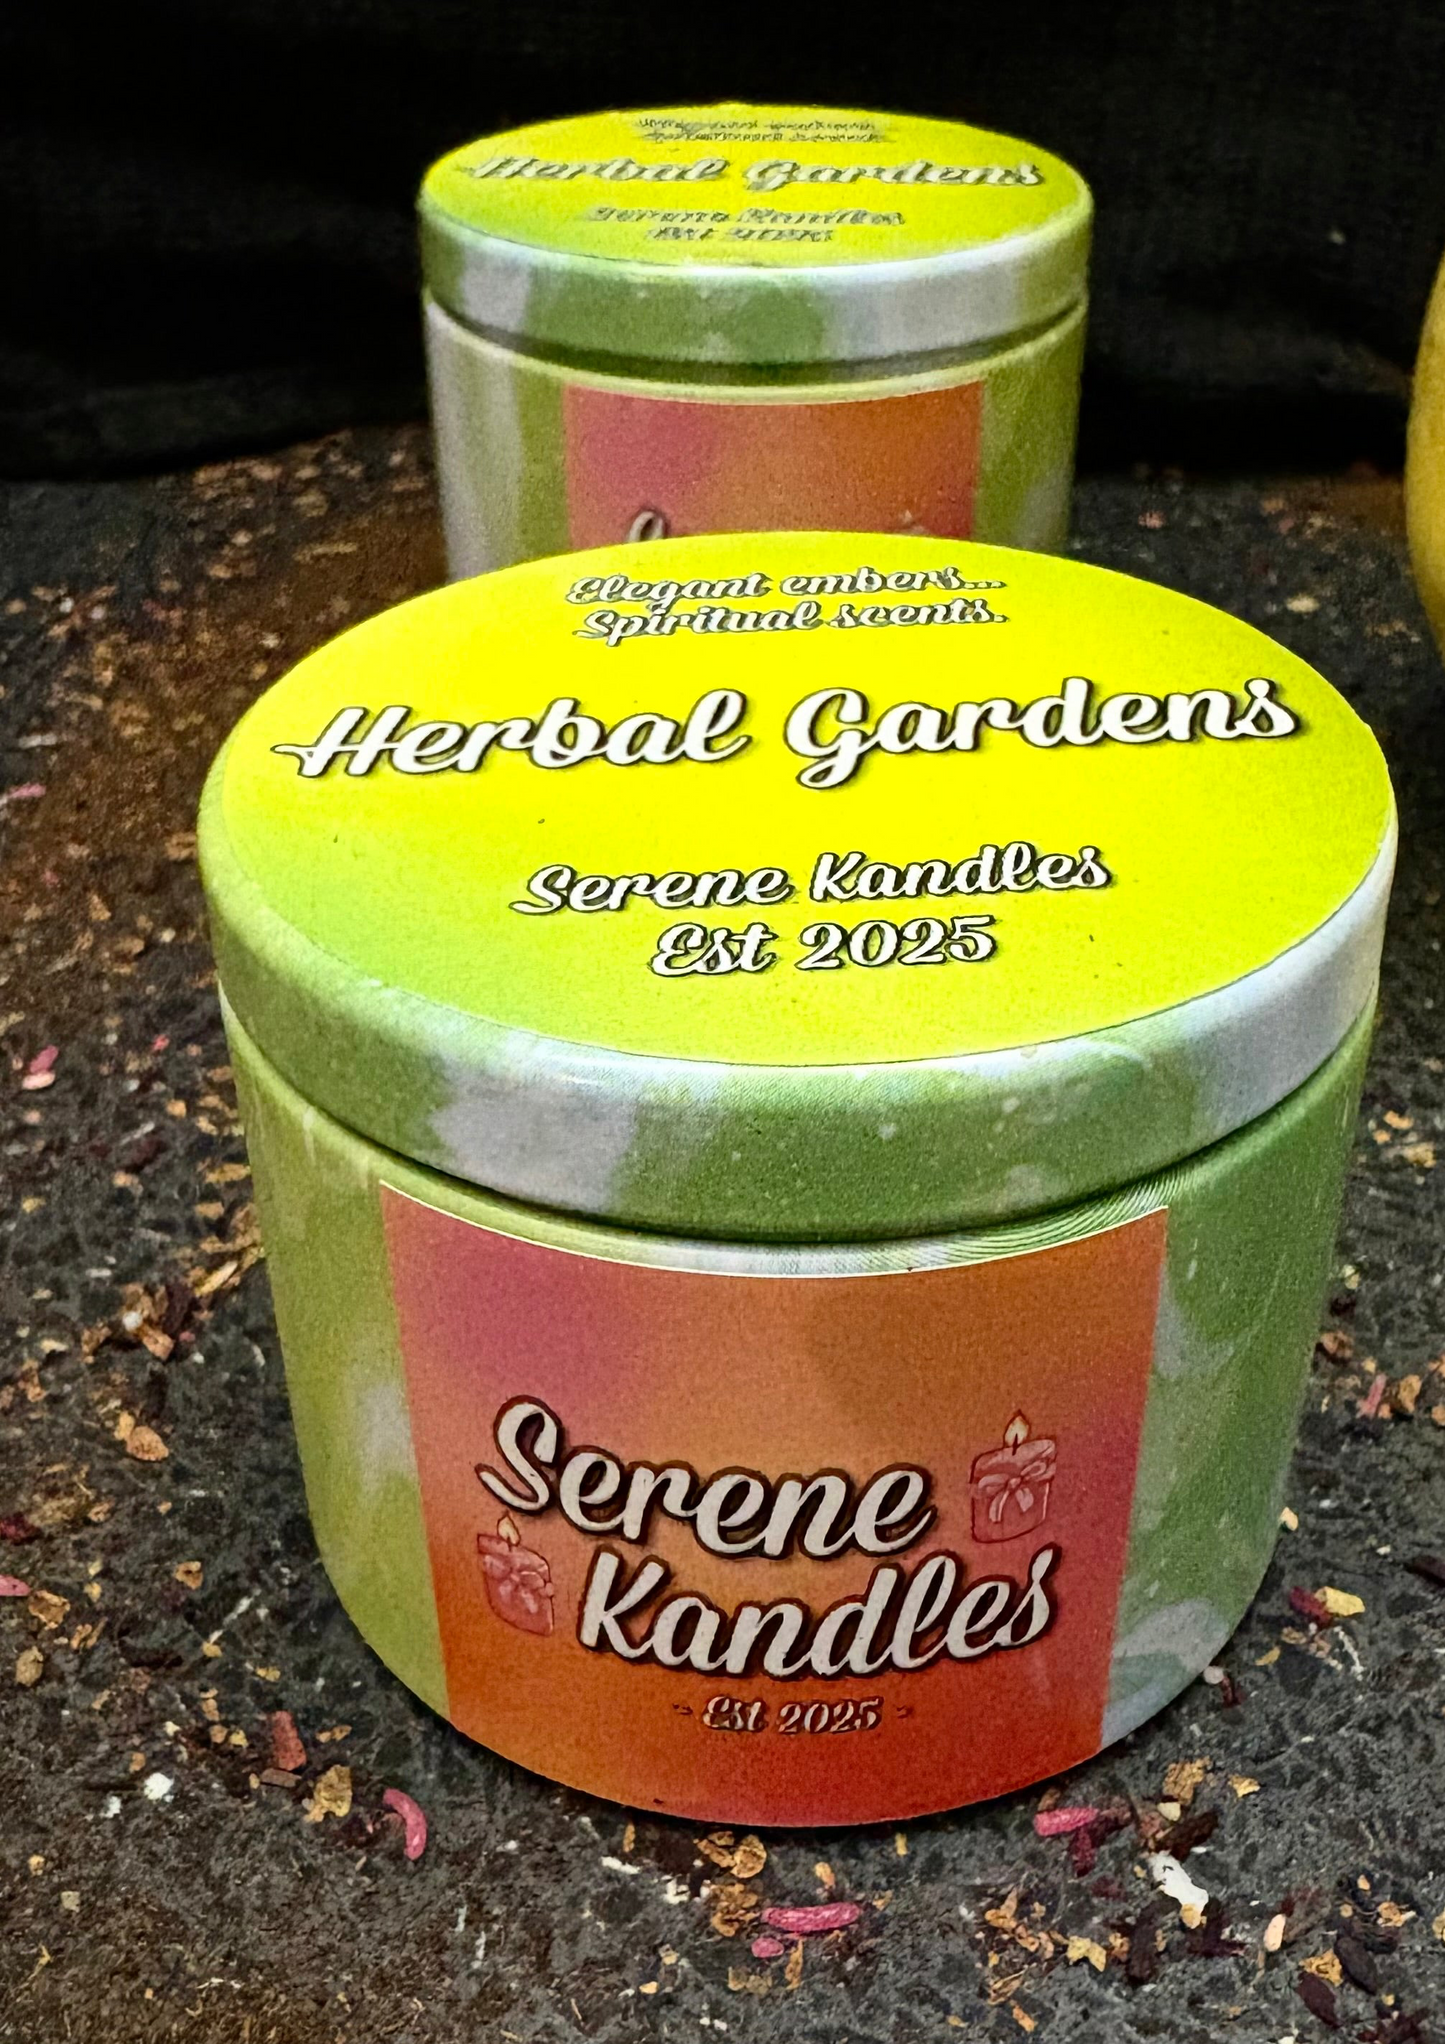 Herbal Gardens
Serene Kandles
Elegant embers...
Spiritual scents.
Herbal Gardens
Serene Kandles
Est 2025
Serene
Kandles
- Est 2025 -